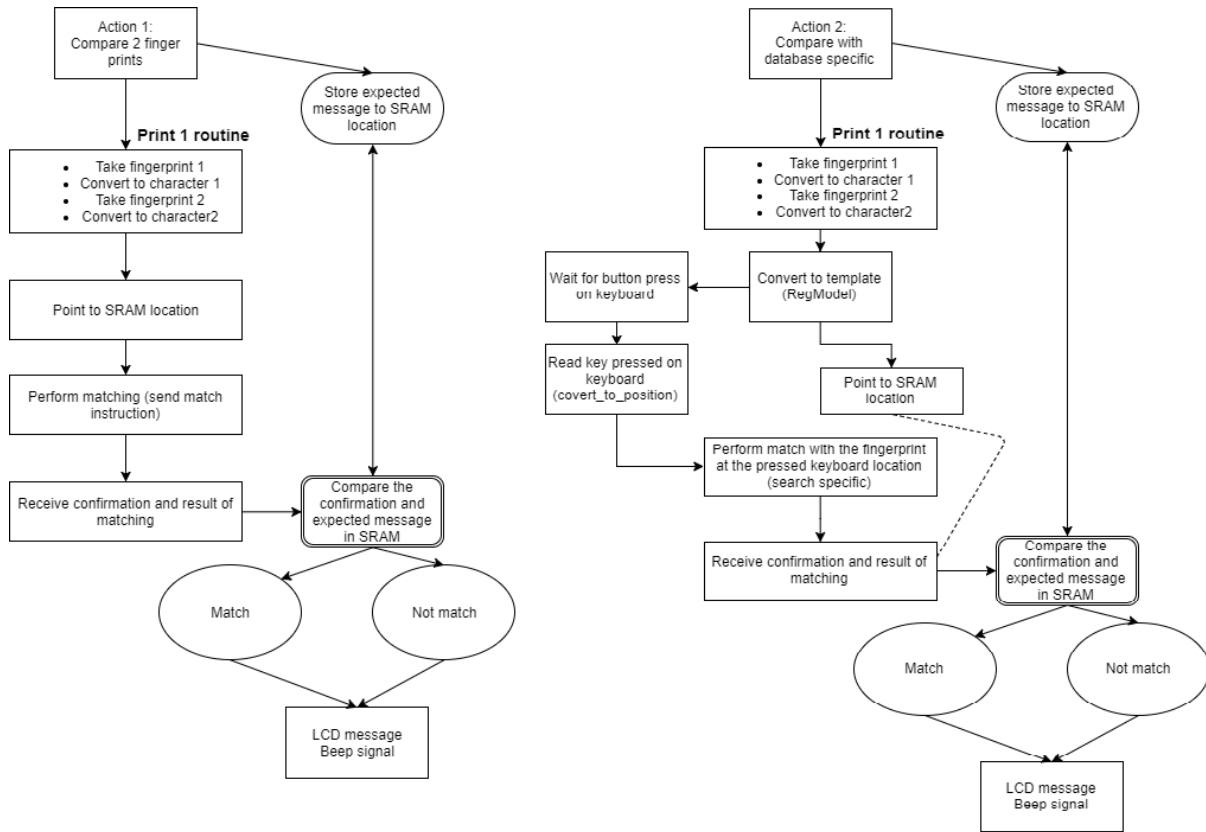 Action 1:
Compare 2 finger
prints
Store expected
message to SRAM
location
Print 1 routine
• Take fingerprint 1
• Convert to character 1
• Take fingerprint 2
• Convert to character2
Point to SRAM location
Perform matching (send match
instruction)
Receive confirmation and result of
matching
Compare the
confirmation and
expected message
in SRAM
Match
Not match
LCD message
Beep signal
Action 2:
Compare with
database specific
Store expected
message to SRAM
location
Print 1 routine
• Take fingerprint 1
• Convert to character 1
• Take fingerprint 2
• Convert to character2
Wait for button press
on keyboard
Convert to template
(RegModel)
Read key pressed on
keyboard
(covert_to_position)
Point to SRAM
location
Perform match with the fingerprint
at the pressed keyboard location
(search specific)
Receive confirmation and result of
matching
Compare the
confirmation and
expected message
in SRAM
Match
Not match
LCD message
Beep signal